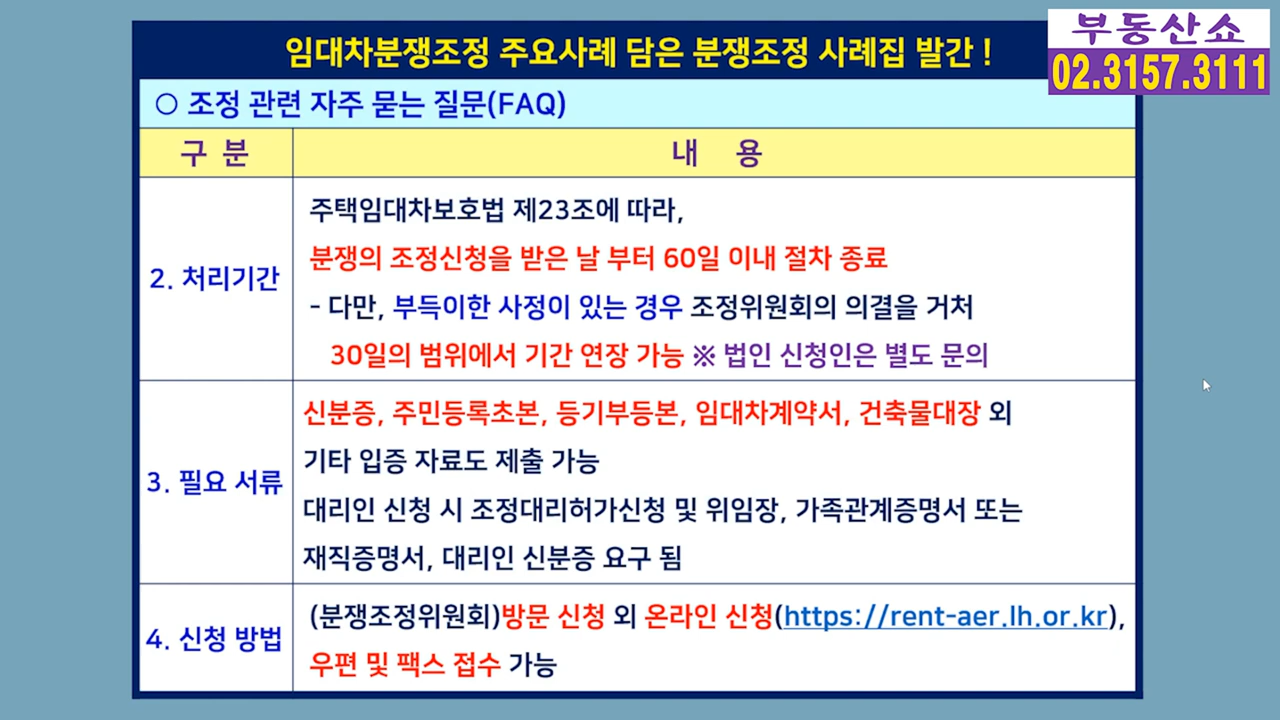 임대차분쟁조정 주요사례 담은 분쟁조정 사례집 발간 !
부동산쇼
02.3157.3111
○ 조정 관련 자주 묻는 질문(FAQ)
구 분
내 용
2. 처리기간
주택임대차보호법 제23조에 따라,
분쟁의 조정신청을 받은 날 부터 60일 이내 절차 종료
- 다만, 부득이한 사정이 있는 경우 조정위원회의 의결을 거처
30일의 범위에서 기간 연장 가능 ※ 법인 신청인은 별도 문의
3. 필요 서류
신분증, 주민등록초본, 등기부등본, 임대차계약서, 건축물대장 외
기타 입증 자료도 제출 가능
대리인 신청 시 조정대리허가신청 및 위임장, 가족관계증명서 또는
재직증명서, 대리인 신분증 요구 됨
4. 신청 방법
(분쟁조정위원회)방문 신청 외 온라인 신청(https://rent-aer.lh.or.kr),
우편 및 팩스 접수 가능